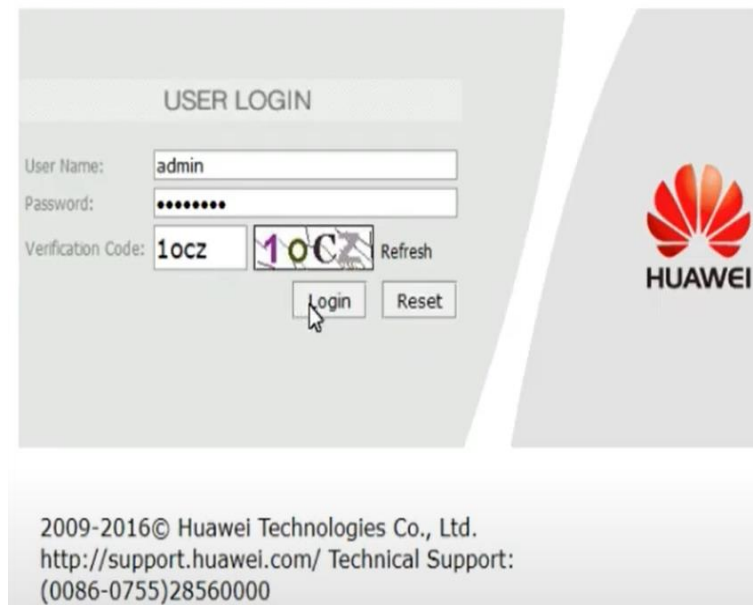 USER LOGIN
User Name: admin
Password: ••••••••
Verification Code: 1ocz 1oCZ Refresh
Login Reset
HUAWEI
2009-2016© Huawei Technologies Co., Ltd.
http://support.huawei.com/ Technical Support:
(0086-0755)28560000